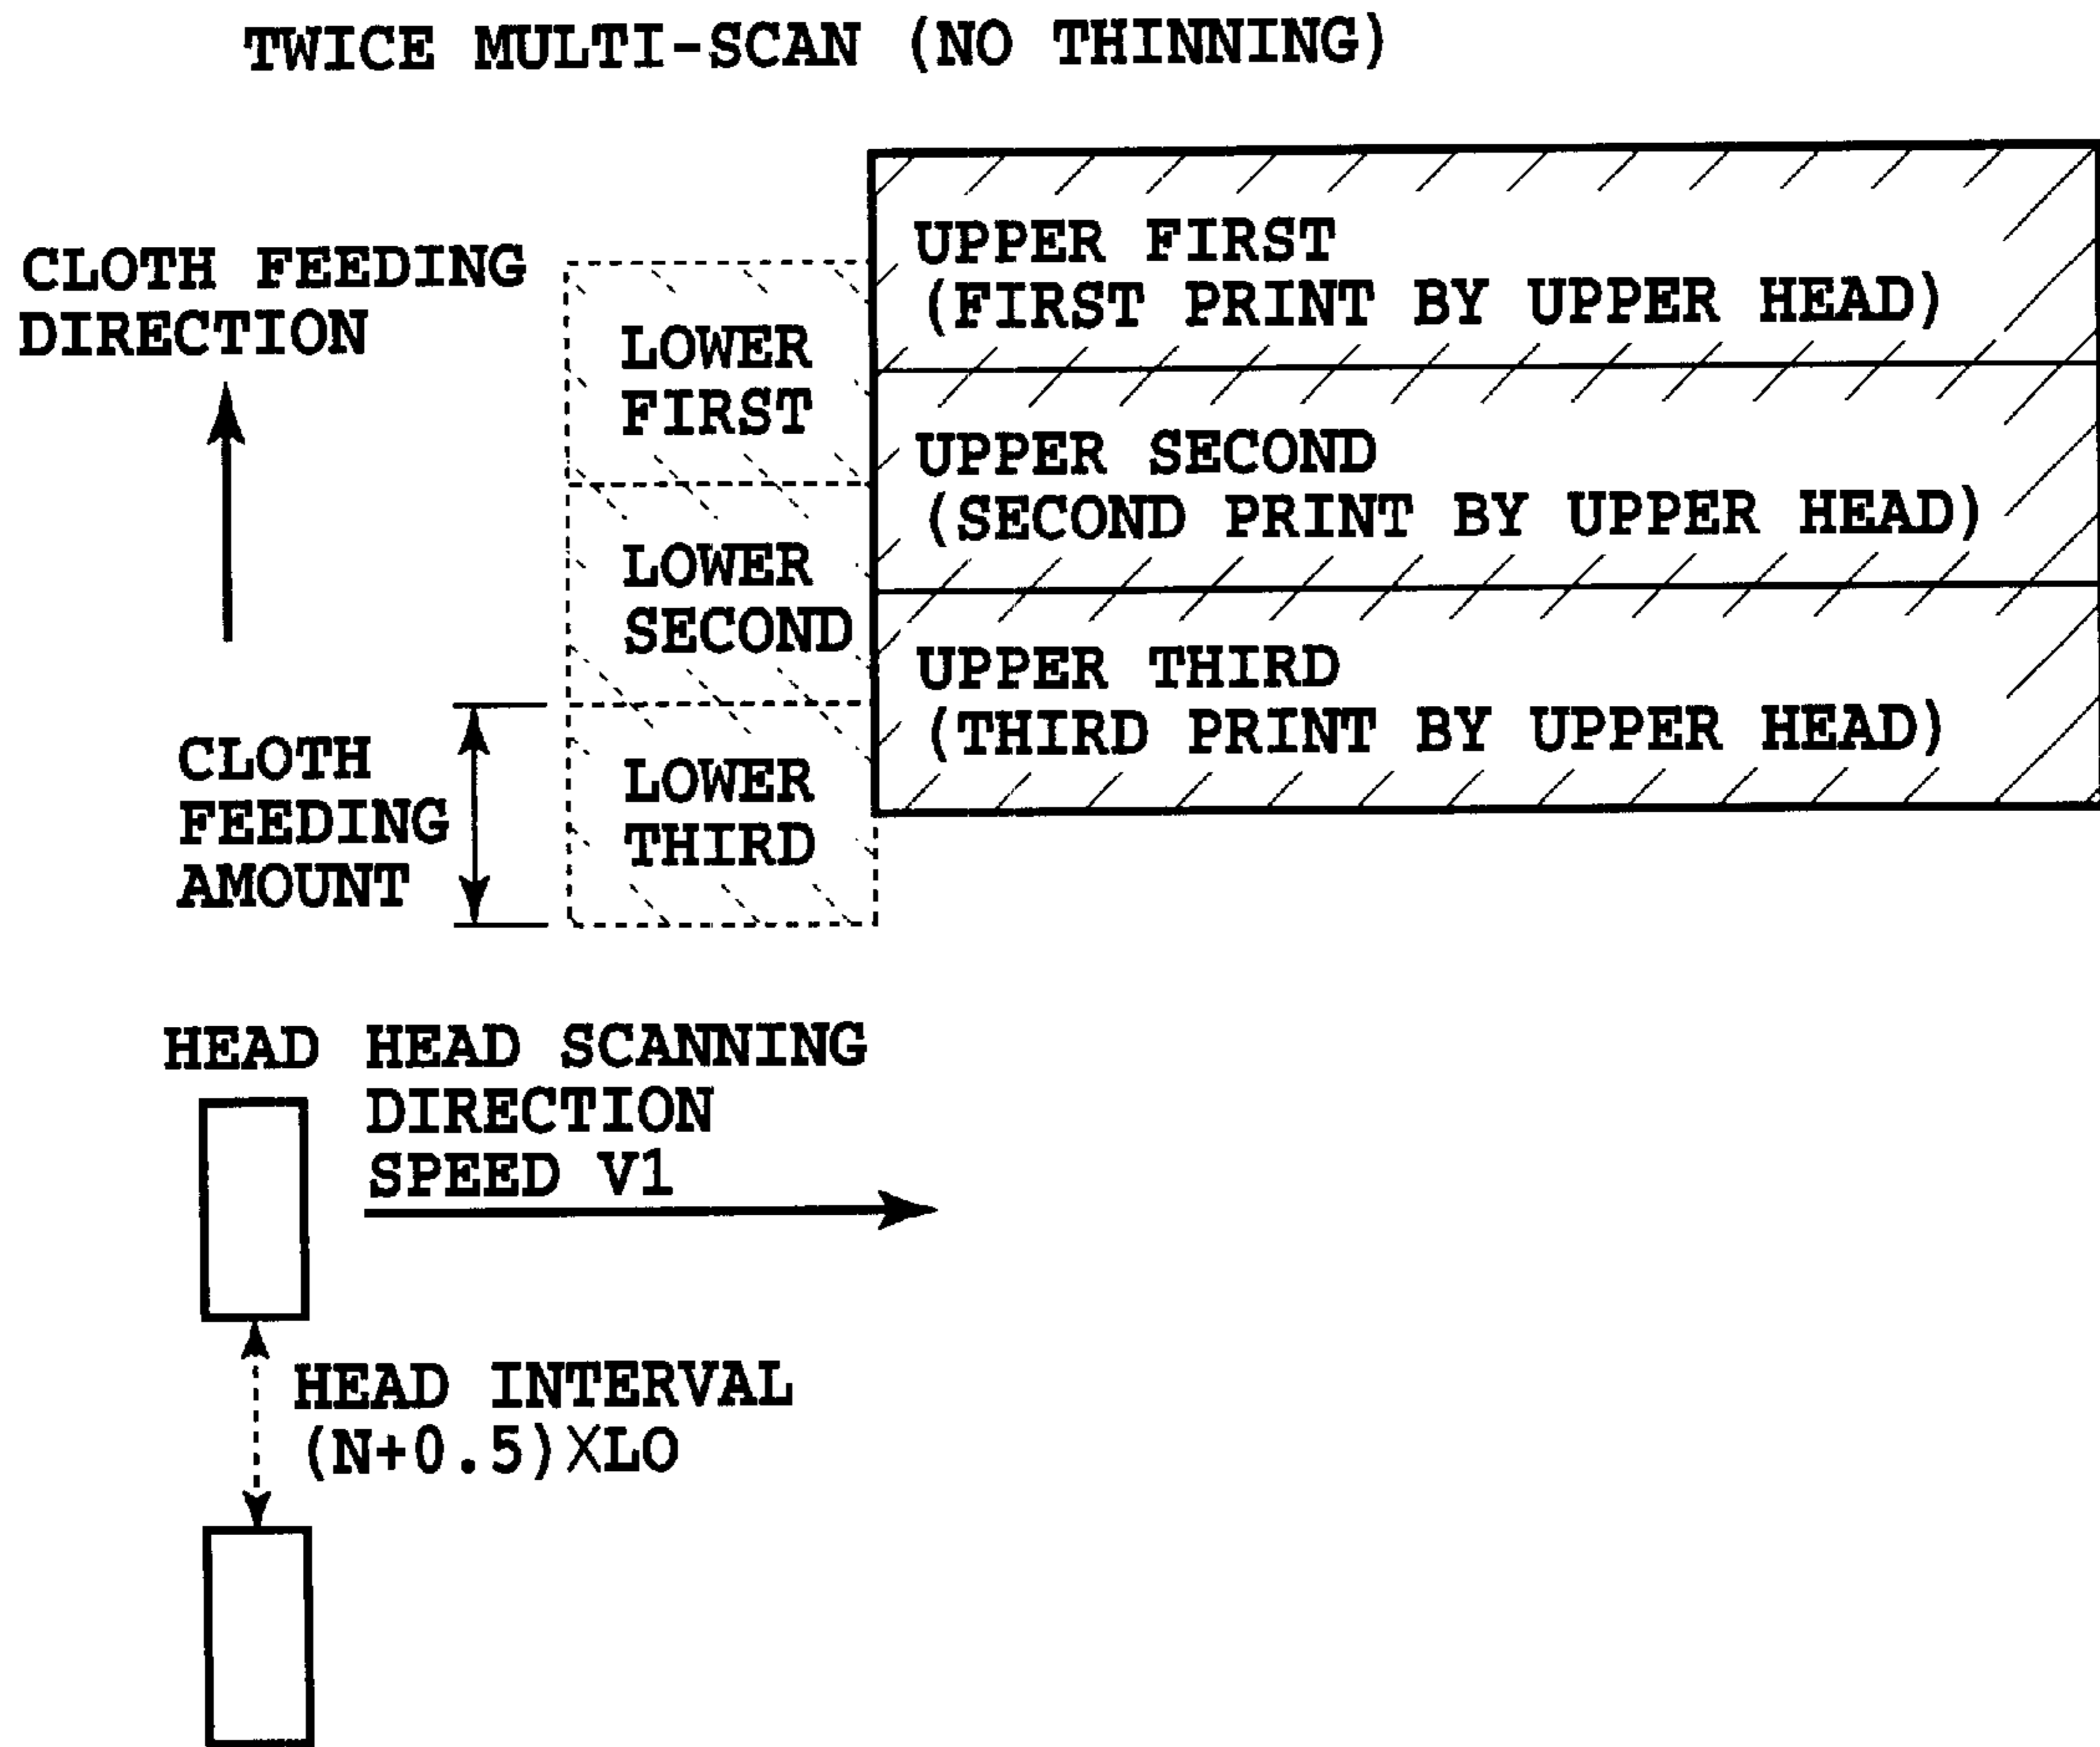 TWICE MULTI-SCAN (NO THINNING)
CLOTH FEEDING
DIRECTION
LOWER
FIRST
LOWER
SECOND
LOWER
THIRD
UPPER FIRST
(FIRST PRINT BY UPPER HEAD)
UPPER SECOND
(SECOND PRINT BY UPPER HEAD)
UPPER THIRD
(THIRD PRINT BY UPPER HEAD)
CLOTH
FEEDING
AMOUNT
HEAD
HEAD SCANNING
DIRECTION
SPEED V1
HEAD INTERVAL
(N+0.5)XLO